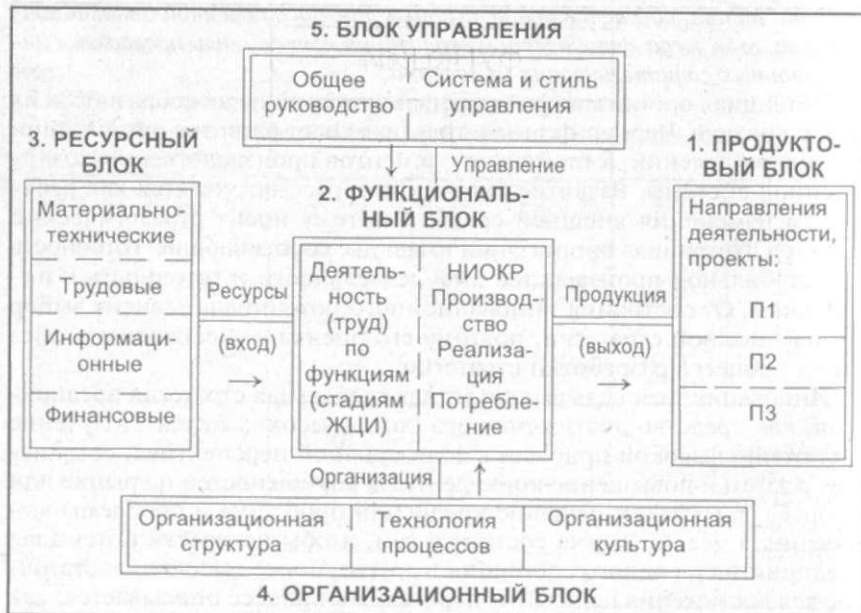 5. БЛОК УПРАВЛЕНИЯ
Общее
руководство
Система и стиль
управления
Управление
3. РЕСУРСНЫЙ
БЛОК
Материально-
технические
Трудовые
Информаци-
онные
Финансовые
Ресурсы
(вход)
2. ФУНКЦИОНАЛЬ-
НЫЙ БЛОК
Деятель-
ность
(труд)
по
функциям
(стадиям
ЖЦИ)
НИОКР
Производ-
ство
Реализа-
ция
Потребле-
ние
Продукция
(выход)
1. ПРОДУКТО-
ВЫЙ БЛОК
Направления
деятельности,
проекты:
П1
П2
П3
Организация
Организационная
структура
Технология
процессов
Организационная
культура
4. ОРГАНИЗАЦИОННЫЙ БЛОК